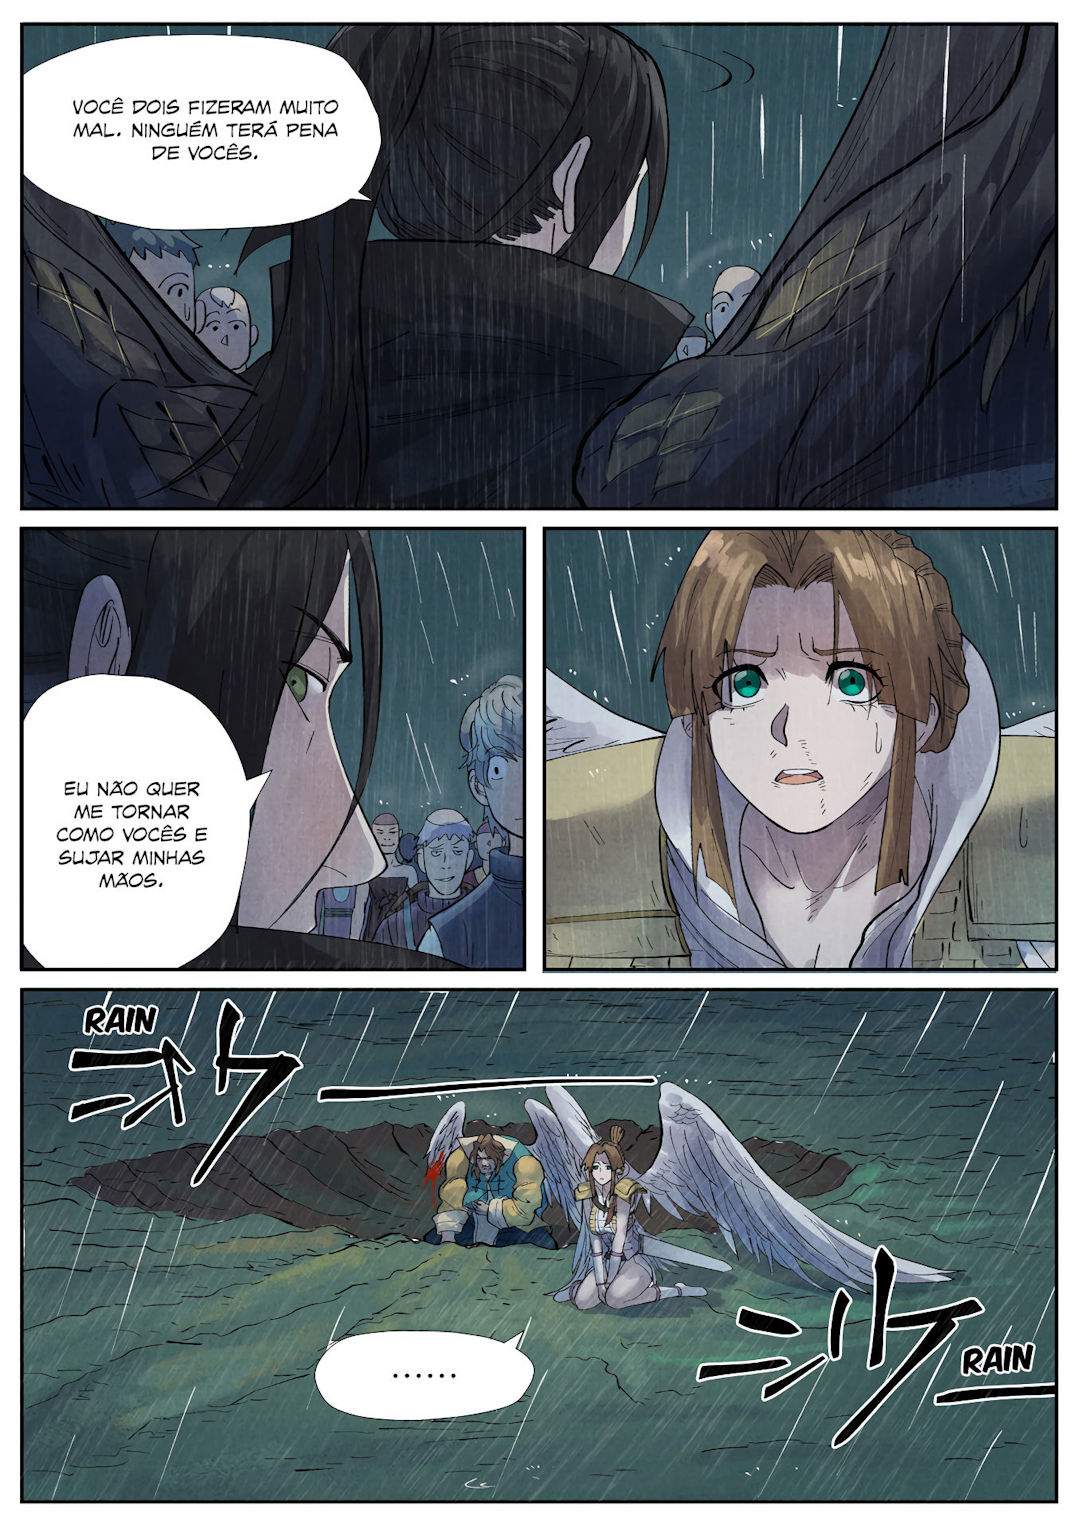 VOCÊ DOIS FIZERAM MUITO
MAL. NINGUÉM TERÁ PENA
DE VOCÊS.
EU NÃO QUER
ME TORNAR
COMO VOCÊS E
SUJAR MINHAS
MÃOS.
RAIN
......
RAIN